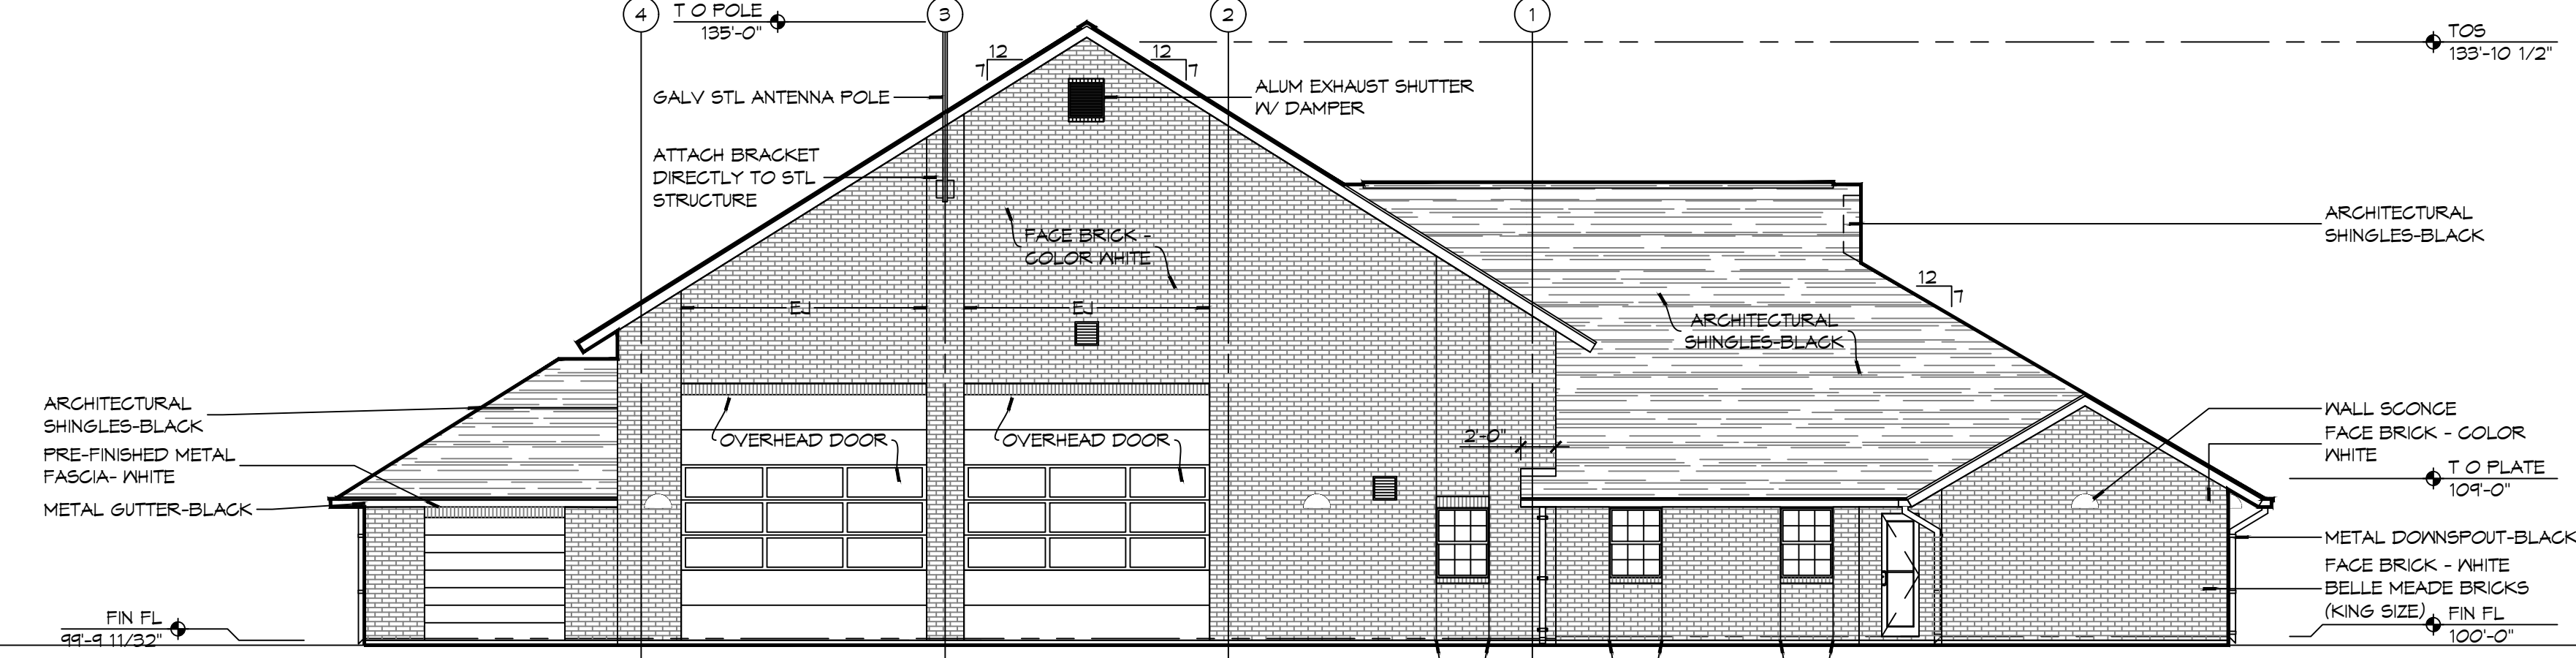 4
T O POLE
135'-0"
3
2
1
TOS
133'-10 1/2"
12
7
12
7
GALV STL ANTENNA POLE
ALUM EXHAUST SHUTTER
W/ DAMPER
ATTACH BRACKET
DIRECTLY TO STL
STRUCTURE
FACE BRICK -
COLOR WHITE
ARCHITECTURAL
SHINGLES-BLACK
12
7
EJ
EJ
ARCHITECTURAL
SHINGLES-BLACK
ARCHITECTURAL
SHINGLES-BLACK
PRE-FINISHED METAL
FASCIA- WHITE
METAL GUTTER-BLACK
OVERHEAD DOOR
OVERHEAD DOOR
2'-0"
WALL SCONCE
FACE BRICK - COLOR
WHITE
T O PLATE
109'-0"
METAL DOWNSPOUT-BLACK
FACE BRICK - WHITE
BELLE MEADE BRICKS
(KING SIZE)
FIN FL
100'-0"
FIN FL
99'-9 11/32"